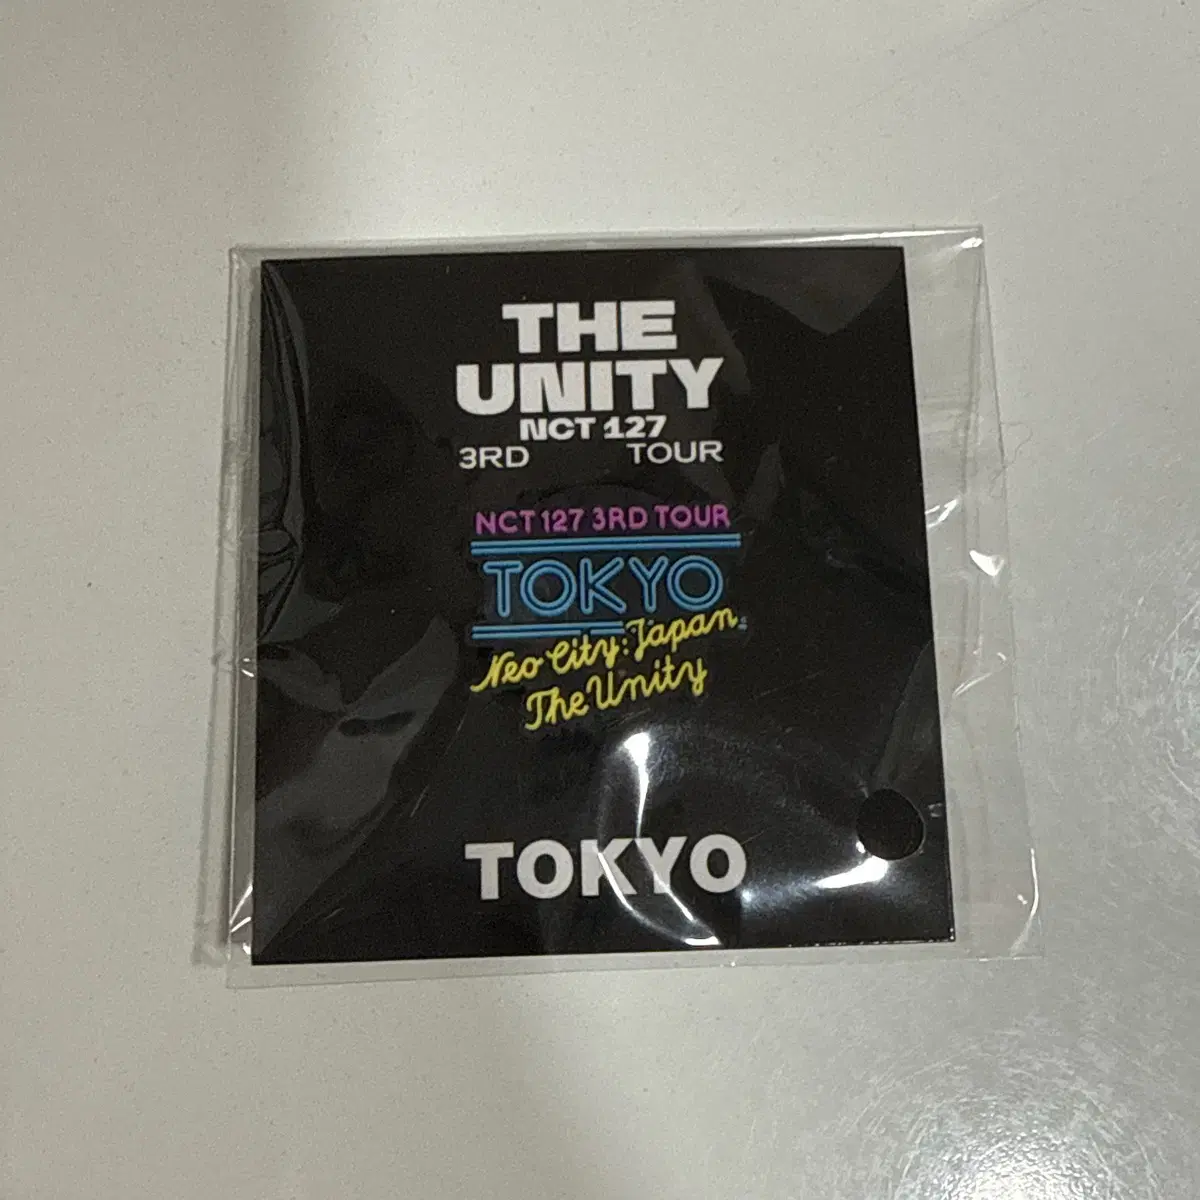 THE
UNITY
NCT 127
3RD TOUR
NCT 127 3RD TOUR
TOKYO
Neo City: Japan
The Unity
TOKYO